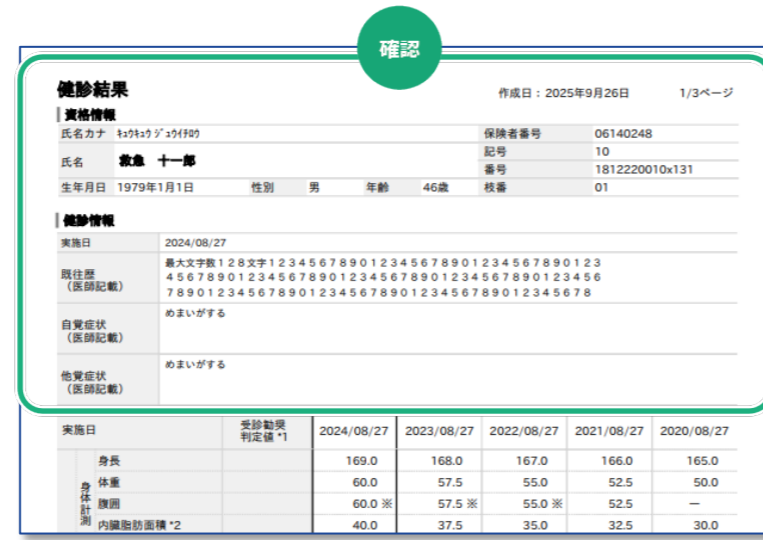 確認
健診結果
作成日:2025年9月26日 1/3ページ
資格情報
氏名カナ ｷｭｳｷｭｳ ｼﾞｭｳｲﾁﾛｳ 保険者番号 06140248
氏名 救急 十一郎 記号 10
番号 1812220010x131
生年月日 1979年1月1日 性別 男 年齢 46歳 枝番 01
健診情報
実施日 2024/08/27
既往歴
(医師記載)
最大文字数128文字12345678901234567890123456789０123
4567890123456789012345678901234567890123456
789012345678901234567890123456789012345678
自覚症状
(医師記載)
めまいがする
他覚症状
(医師記載)
めまいがする
実施日 受診勧奨判定値 *1 2024/08/27 2023/08/27 2022/08/27 2021/08/27 2020/08/27
身体計測
身長 169.0 168.0 167.0 166.0 165.0
体重 60.0 57.5 55.0 52.5 50.0
腹囲 60.0 ※ 57.5 ※ 55.0 ※ 52.5 －
内臓脂肪面積 *2 40.0 37.5 35.0 32.5 30.0